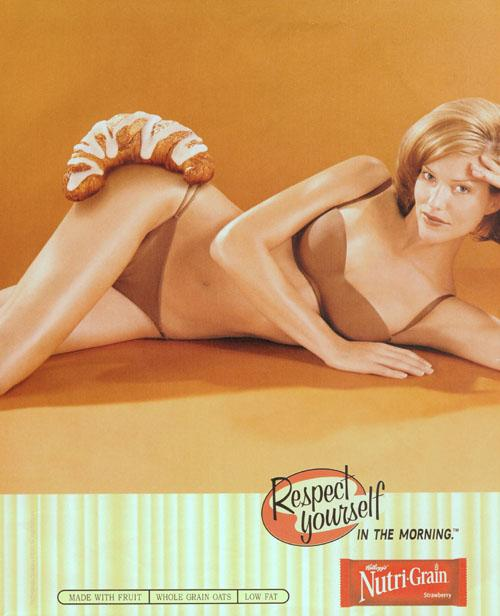 Respect
yourself
IN THE MORNING.™
Kellogg's
Nutri-Grain
Strawberry
MADE WITH FRUIT | WHOLE GRAIN OATS | LOW FAT